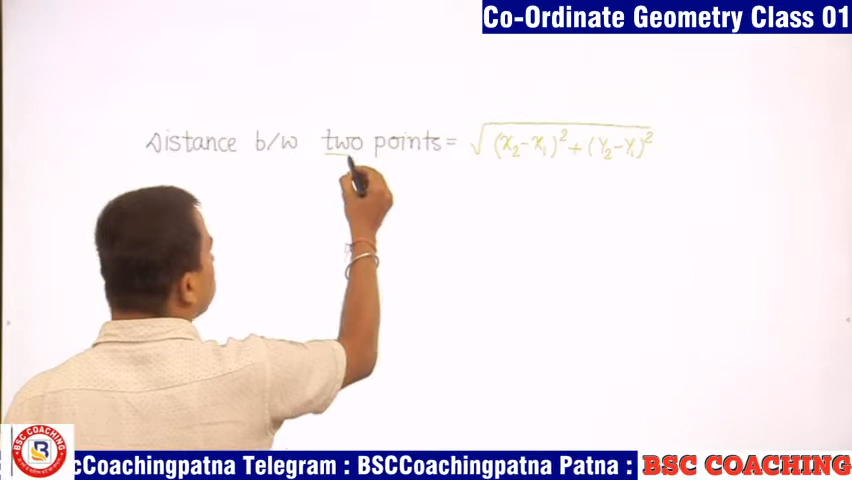 Co-Ordinate Geometry Class 01
Distance b/w two points = √(x₂-x₁)²+(y₂-y₁)²
BSC COACHING
cCoachingpatna Telegram : BSCCoachingpatna Patna : BSC COACHING